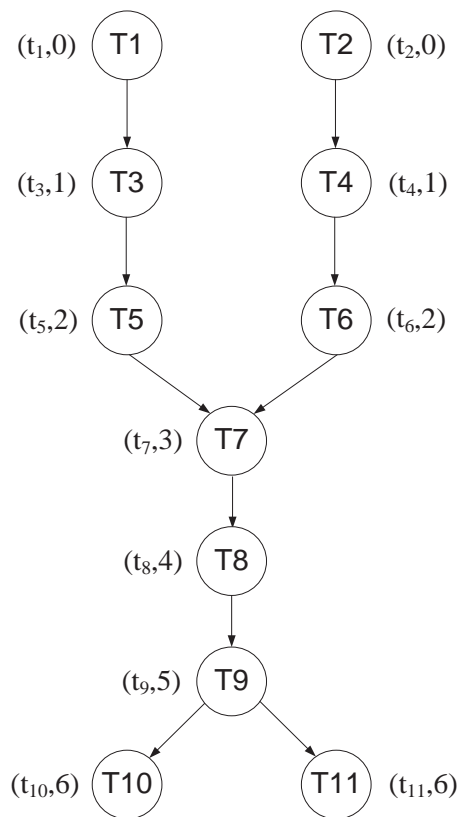 (t₁,0) T1 T2 (t₂,0)
(t₃,1) T3 T4 (t₄,1)
(t₅,2) T5 T6 (t₆,2)
(t₇,3) T7
(t₈,4) T8
(t₉,5) T9
(t₁₀,6) T10 T11 (t₁₁,6)